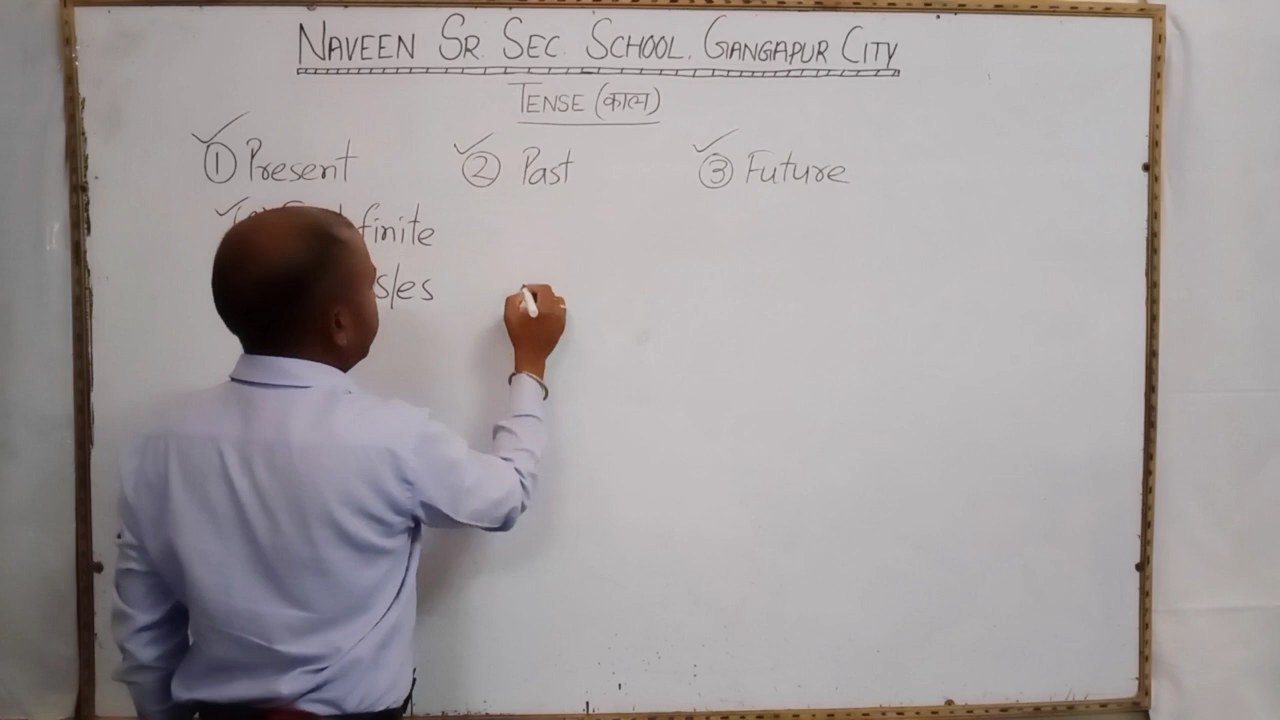 NAVEEN SR. SEC. SCHOOL, GANGAPUR CITY
TENSE (काल)
① Present ② Past ③ Future
finite
s/es